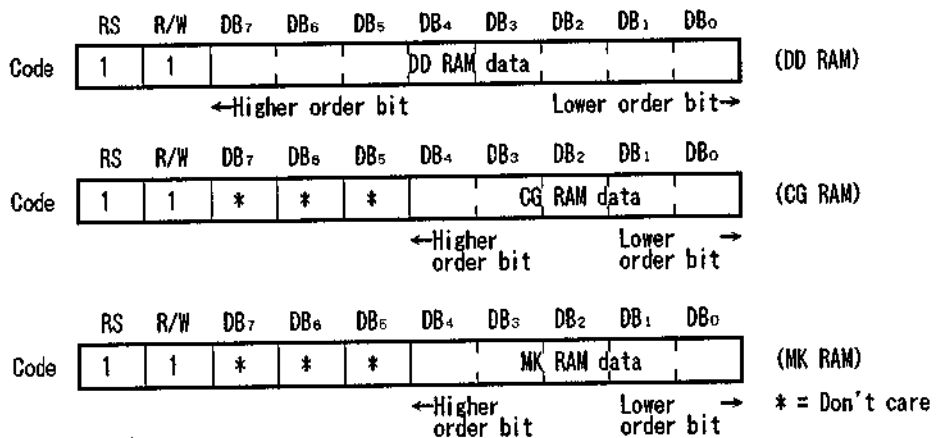 RS R/W DB₇ DB₆ DB₅ DB₄ DB₃ DB₂ DB₁ DB₀
Code 1 1 DD RAM data (DD RAM)
←Higher order bit Lower order bit→
RS R/W DB₇ DB₆ DB₅ DB₄ DB₃ DB₂ DB₁ DB₀
Code 1 1 * * * CG RAM data (CG RAM)
←Higher order bit Lower order bit →
RS R/W DB₇ DB₆ DB₅ DB₄ DB₃ DB₂ DB₁ DB₀
Code 1 1 * * * MK RAM data (MK RAM)
←Higher order bit Lower order bit →
* = Don't care